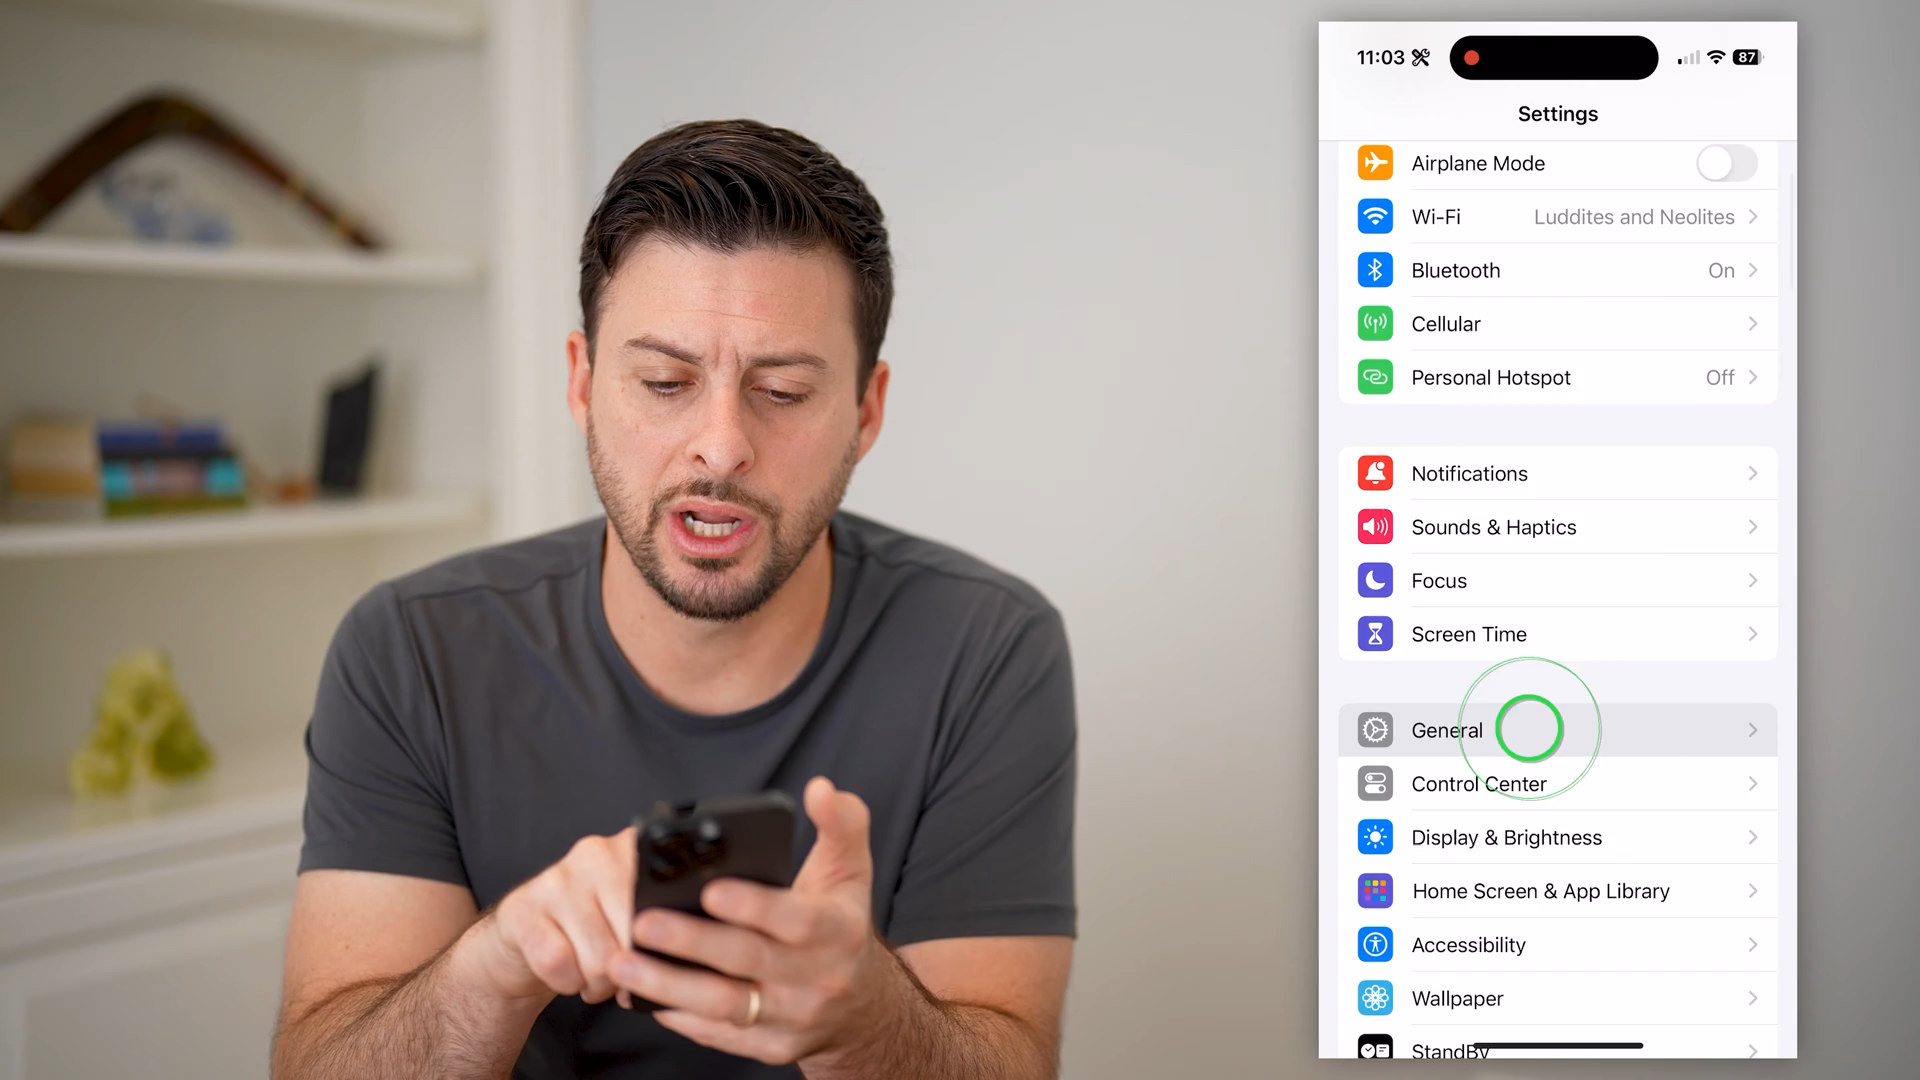 11:03
87
Settings
Airplane Mode
Wi-Fi Luddites and Neolites
Bluetooth On
Cellular
Personal Hotspot Off
Notifications
Sounds & Haptics
Focus
Screen Time
General
Control Center
Display & Brightness
Home Screen & App Library
Accessibility
Wallpaper
StandBy